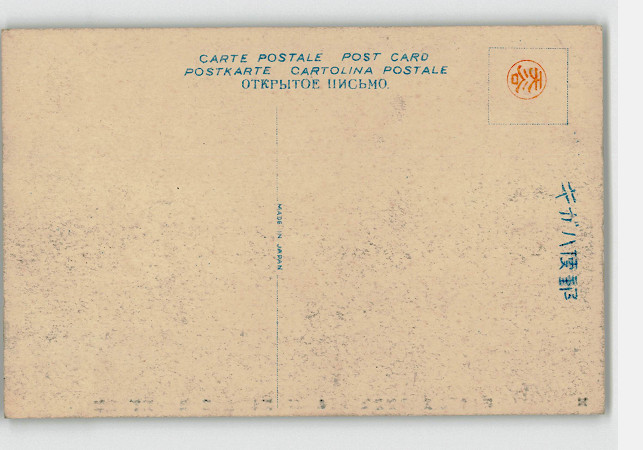 CARTE POSTALE POST CARD
POSTKARTE CARTOLINA POSTALE
ОТКРЫТОЕ ПИСЬМО.
MADE IN JAPAN
郵便ハガキ